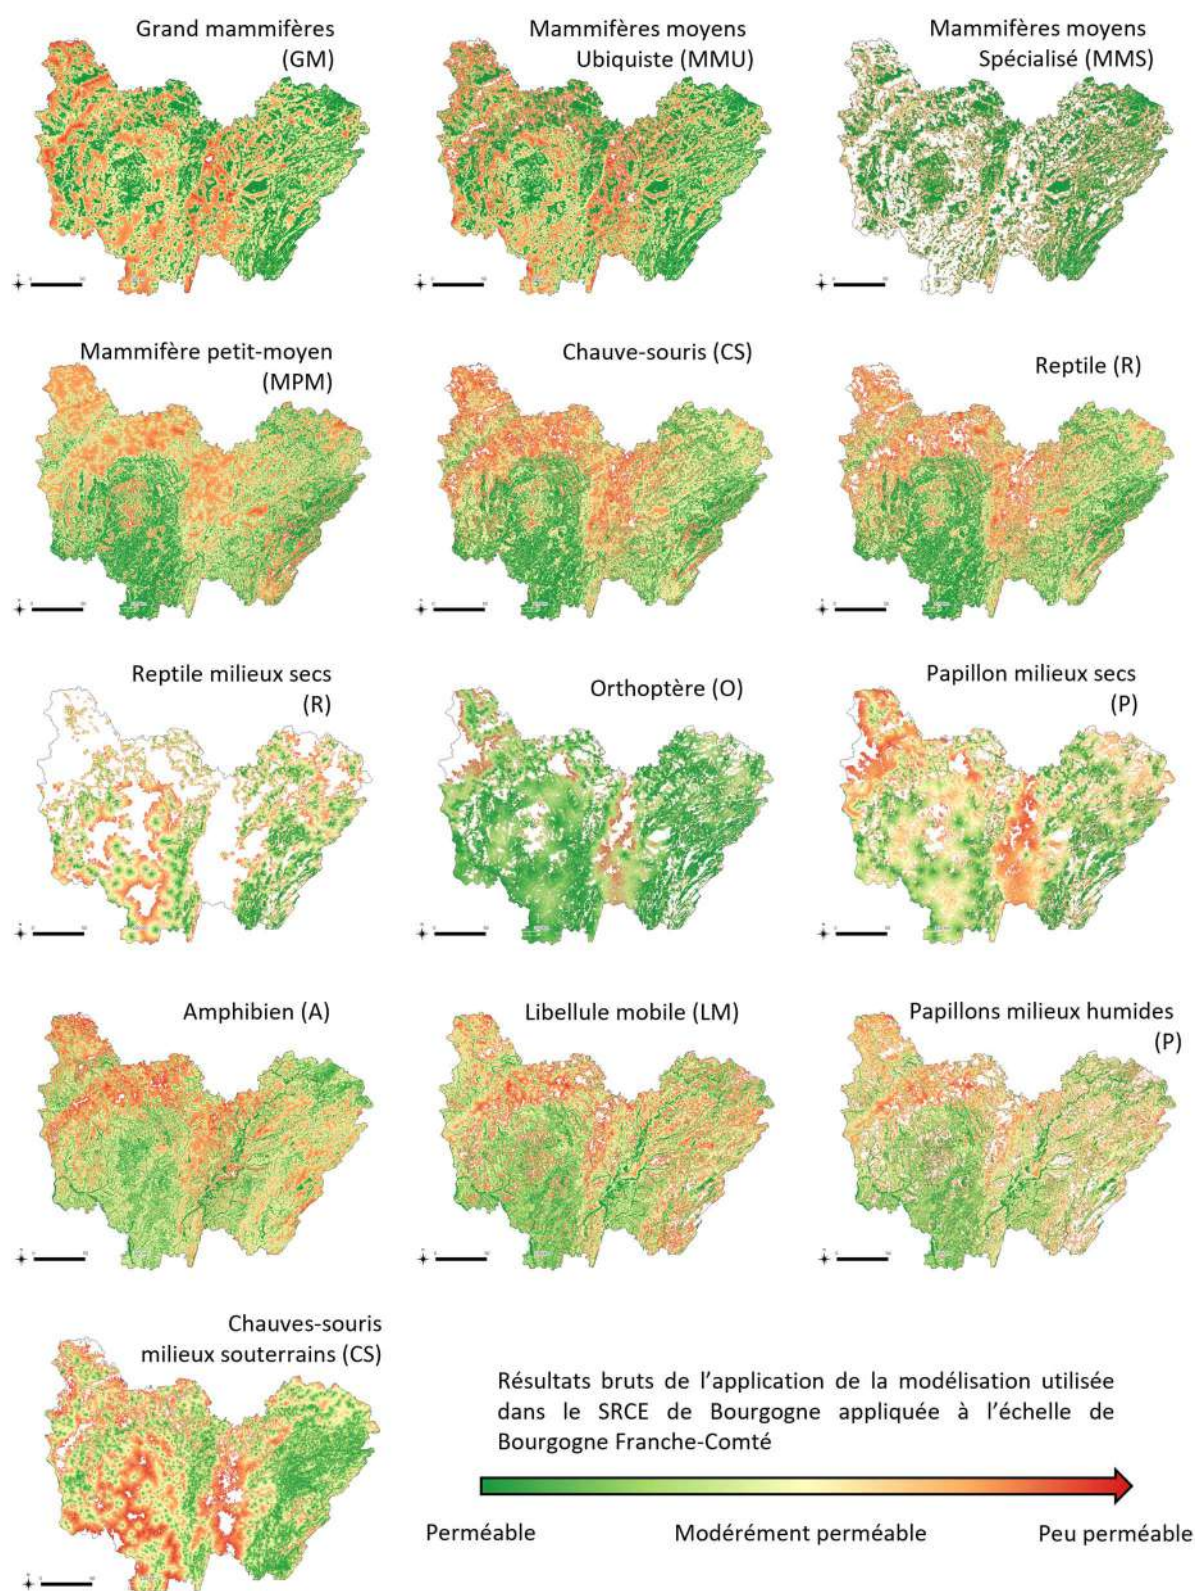 Grand mammifères
(GM)
Mammifères moyens
Ubiquiste (MMU)
Mammifères moyens
Spécialisé (MMS)
Mammifère petit-moyen
(MPM)
Chauve-souris (CS)
Reptile (R)
Reptile milieux secs
(R)
Orthoptère (O)
Papillon milieux secs
(P)
Amphibien (A)
Libellule mobile (LM)
Papillons milieux humides
(P)
Chauves-souris
milieux souterrains (CS)
Résultats bruts de l'application de la modélisation utilisée
dans le SRCE de Bourgogne appliquée à l'échelle de
Bourgogne Franche-Comté
Perméable
Modérément perméable
Peu perméable